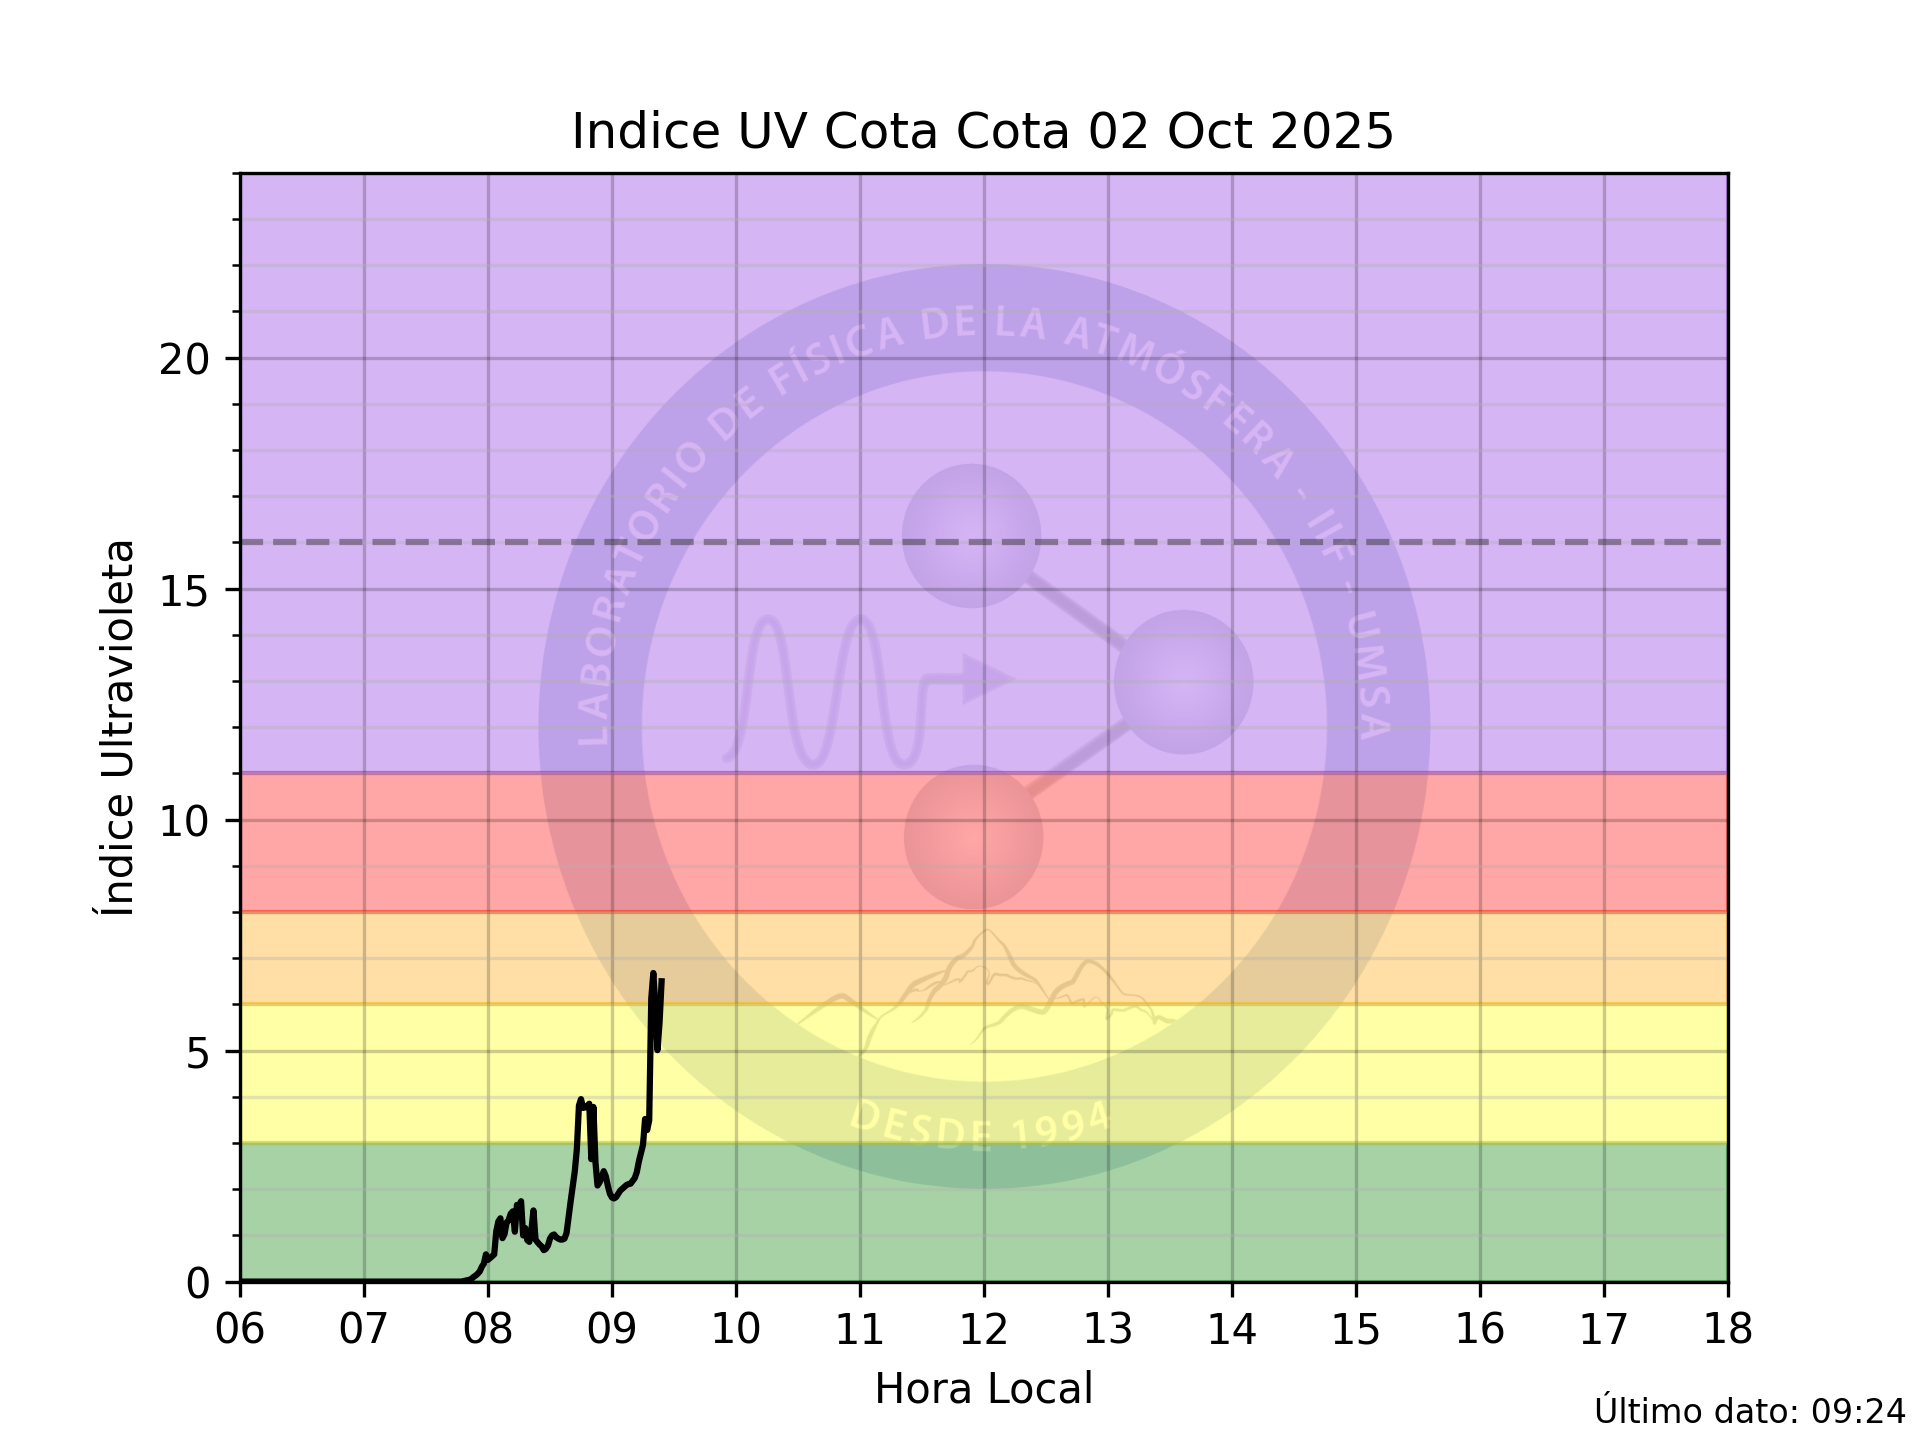 Indice UV Cota Cota 02 Oct 2025
Índice Ultravioleta
20
15
10
5
0
LABORATORIO DE FÍSICA DE LA ATMÓSFERA - IIF - UMSA
DESDE 1994
06 07 08 09 10 11 12 13 14 15 16 17 18
Hora Local
Último dato: 09:24